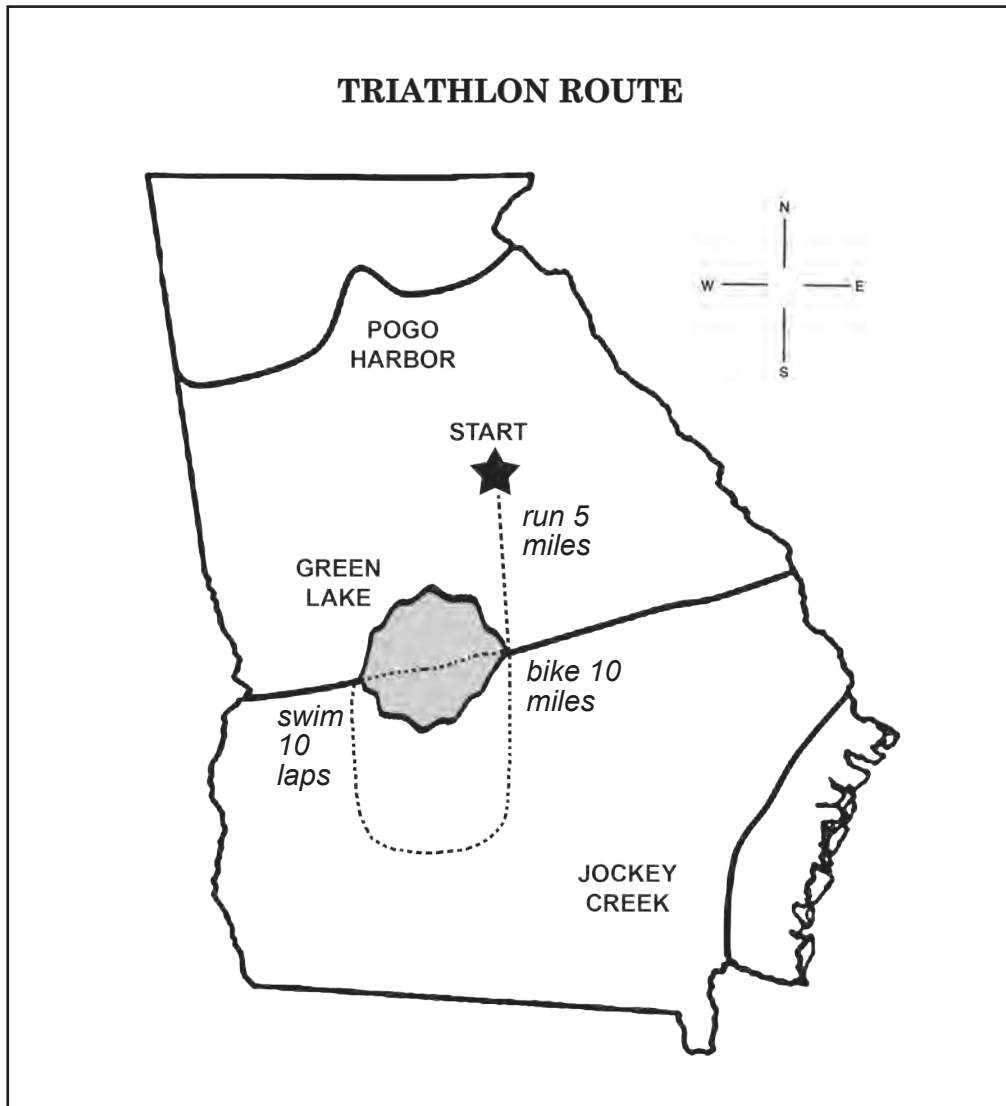 TRIATHLON ROUTE
N
W
E
S
POGO
HARBOR
START
run 5
miles
GREEN
LAKE
bike 10
miles
swim
10
laps
JOCKEY
CREEK